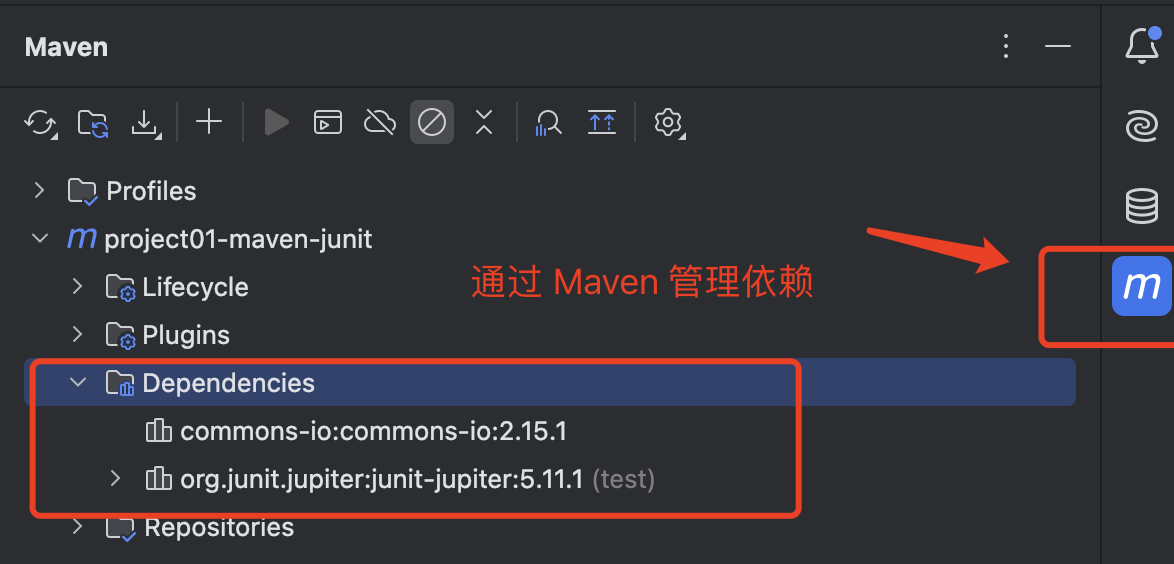 Maven
Profiles
m project01-maven-junit
Lifecycle
通过 Maven 管理依赖
m
Plugins
Dependencies
commons-io:commons-io:2.15.1
org.junit.jupiter:junit-jupiter:5.11.1 (test)
Repositories